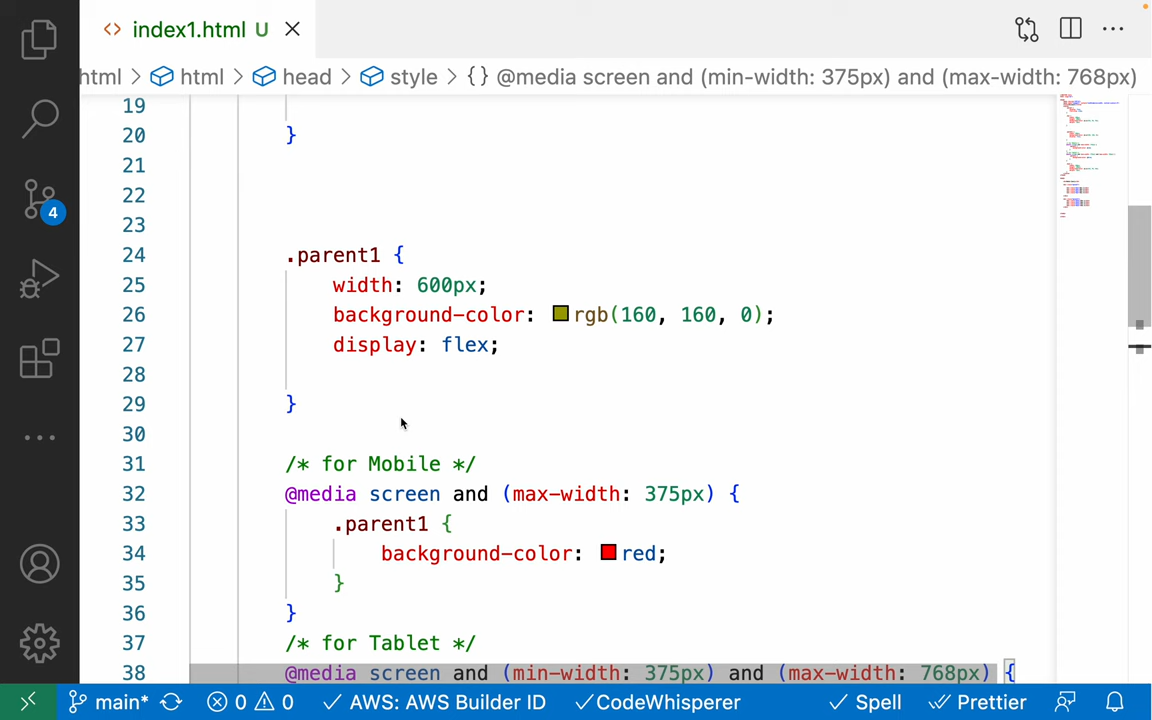 index1.html U
html > html > head > style > {} @media screen and (min-width: 375px) and (max-width: 768px)
19
20 }
21
22
23
24 .parent1 {
25 width: 600px;
26 background-color: rgb(160, 160, 0);
27 display: flex;
28
29 }
30
31 /* for Mobile */
32 @media screen and (max-width: 375px) {
33 .parent1 {
34 background-color: red;
35 }
36 }
37 /* for Tablet */
38 @media screen and (min-width: 375px) and (max-width: 768px) {
4
main* 0 0 AWS: AWS Builder ID CodeWhisperer Spell Prettier